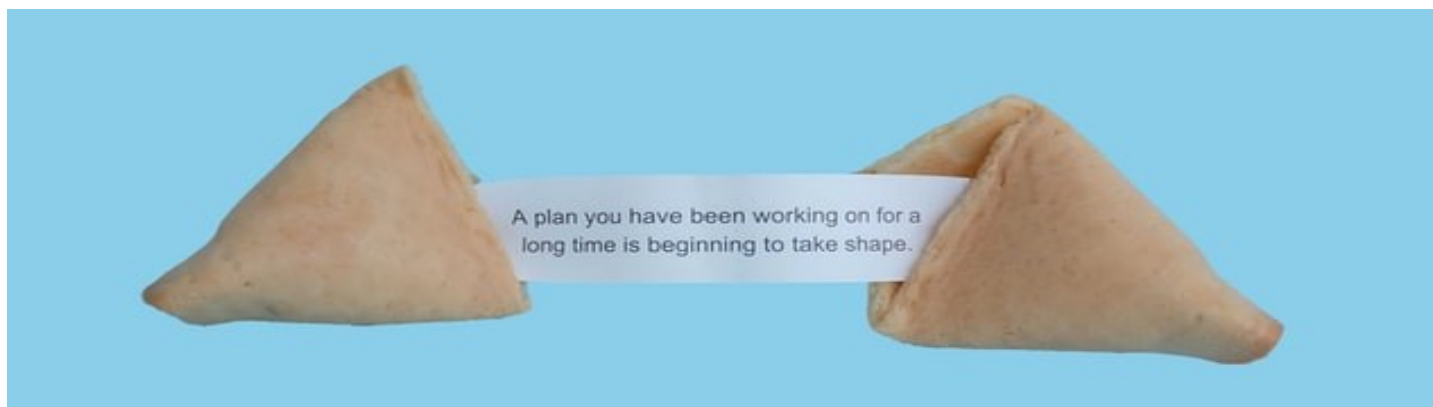 A plan you have been working on for a
long time is beginning to take shape.